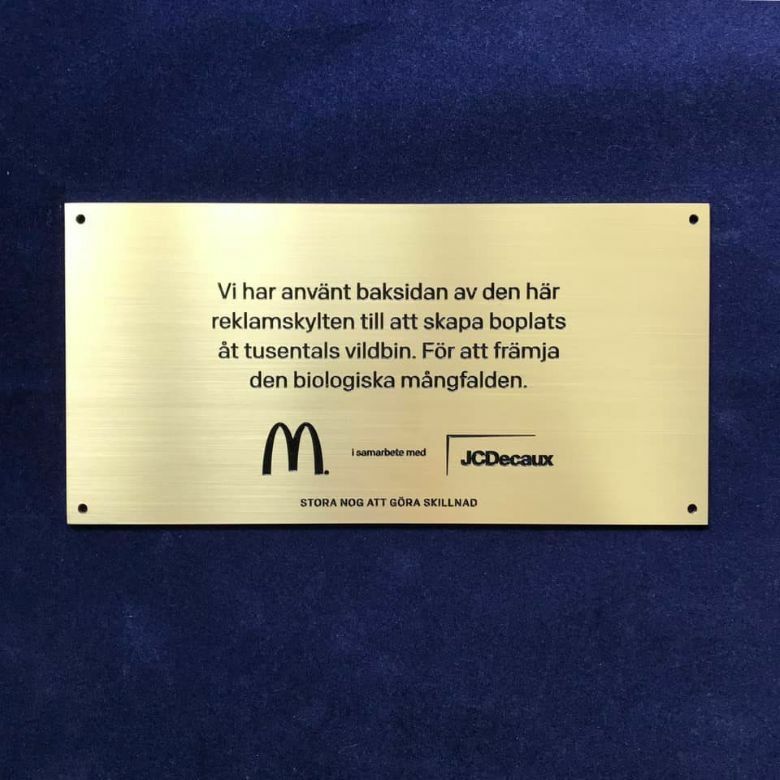 Vi har använt baksidan av den här
reklamskylten till att skapa boplats
åt tusentals vildbin. För att främja
den biologiska mångfalden.
M.
i samarbete med
JCDecaux
STORA NOG ATT GÖRA SKILLNAD